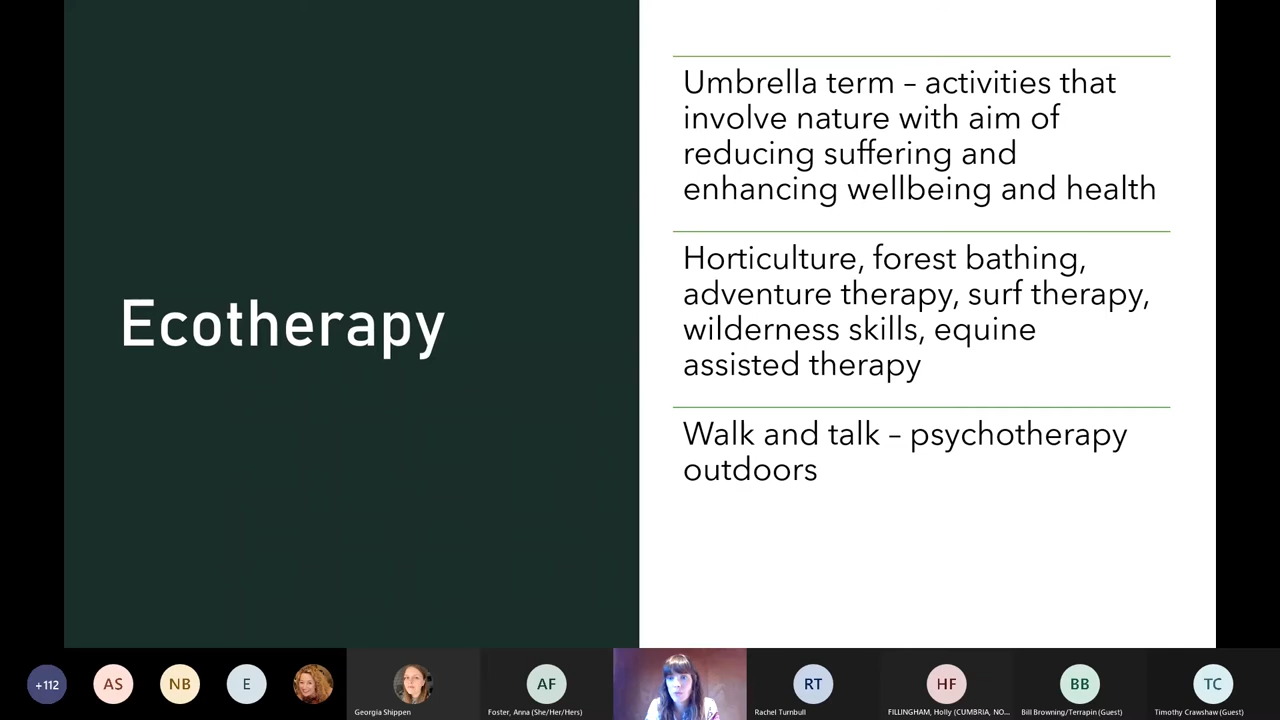 Ecotherapy
Umbrella term – activities that
involve nature with aim of
reducing suffering and
enhancing wellbeing and health
Horticulture, forest bathing,
adventure therapy, surf therapy,
wilderness skills, equine
assisted therapy
Walk and talk – psychotherapy
outdoors
+112
AS
NB
E
Georgia Shippen
AF
Foster, Anna (She/Her/Hers)
RT
Rachel Turnbull
HF
FILLINGHAM, Holly (CUMBRIA, NO...
BB
Bill Browning/Terrapin (Guest)
TC
Timothy Crawshaw (Guest)